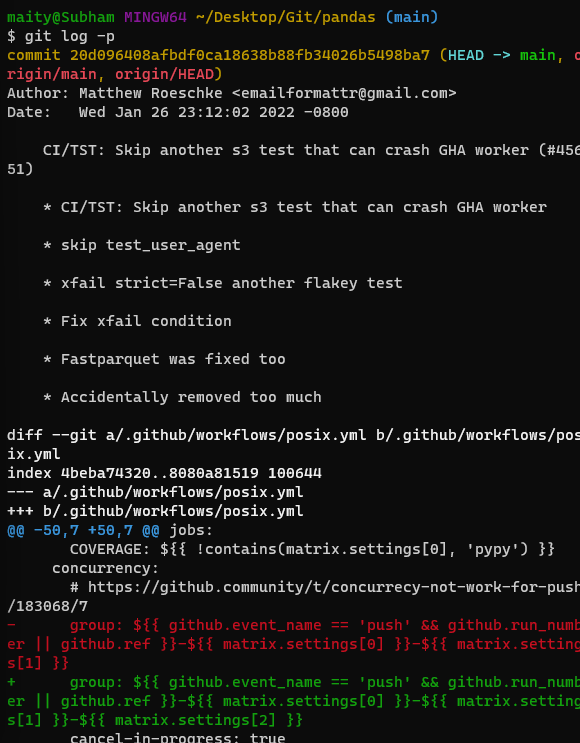 maity@Subham MINGW64 ~/Desktop/Git/pandas (main)
$ git log -p
commit 20d096408afbdf0ca18638b88fb34026b5498ba7 (HEAD -> main, o
rigin/main, origin/HEAD)
Author: Matthew Roeschke <emailformattr@gmail.com>
Date:   Wed Jan 26 23:12:02 2022 -0800

    CI/TST: Skip another s3 test that can crash GHA worker (#456
51)

    * CI/TST: Skip another s3 test that can crash GHA worker

    * skip test_user_agent

    * xfail strict=False another flakey test

    * Fix xfail condition

    * Fastparquet was fixed too

    * Accidentally removed too much

diff --git a/.github/workflows/posix.yml b/.github/workflows/pos
ix.yml
index 4beba74320..8080a81519 100644
--- a/.github/workflows/posix.yml
+++ b/.github/workflows/posix.yml
@@ -50,7 +50,7 @@ jobs:
       COVERAGE: ${{ !contains(matrix.settings[0], 'pypy') }}
     concurrency:
       # https://github.community/t/concurrecy-not-work-for-push
/183068/7
-      group: ${{ github.event_name == 'push' && github.run_numb
er || github.ref }}-${{ matrix.settings[0] }}-${{ matrix.setting
s[1] }}
+      group: ${{ github.event_name == 'push' && github.run_numb
er || github.ref }}-${{ matrix.settings[0] }}-${{ matrix.setting
s[1] }}-${{ matrix.settings[2] }}
       cancel-in-progress: true